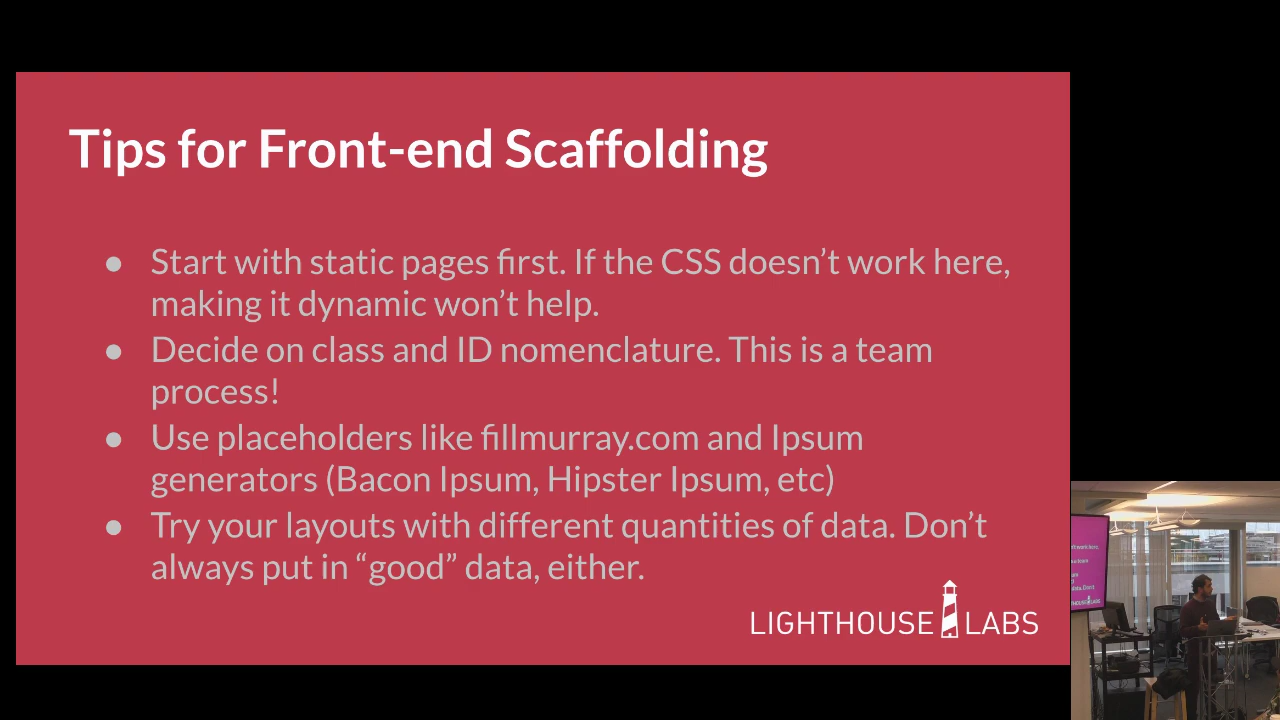 Tips for Front-end Scaffolding
● Start with static pages first. If the CSS doesn’t work here,
making it dynamic won’t help.
● Decide on class and ID nomenclature. This is a team
process!
● Use placeholders like fillmurray.com and Ipsum
generators (Bacon Ipsum, Hipster Ipsum, etc)
● Try your layouts with different quantities of data. Don’t
always put in “good” data, either.
LIGHTHOUSE LABS